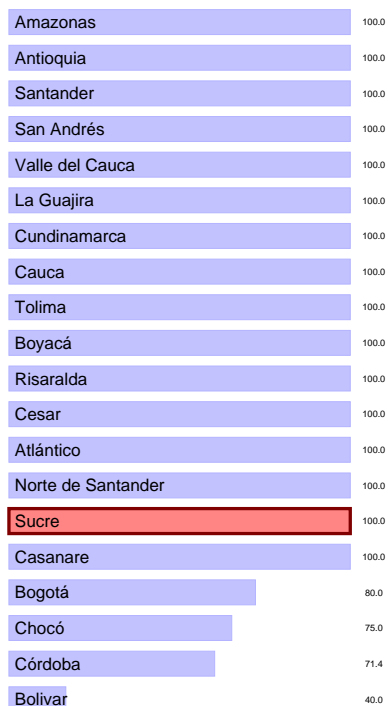 Amazonas 100.0
Antioquia 100.0
Santander 100.0
San Andrés 100.0
Valle del Cauca 100.0
La Guajira 100.0
Cundinamarca 100.0
Cauca 100.0
Tolima 100.0
Boyacá 100.0
Risaralda 100.0
Cesar 100.0
Atlántico 100.0
Norte de Santander 100.0
Sucre 100.0
Casanare 100.0
Bogotá 80.0
Chocó 75.0
Córdoba 71.4
Bolivar 40.0